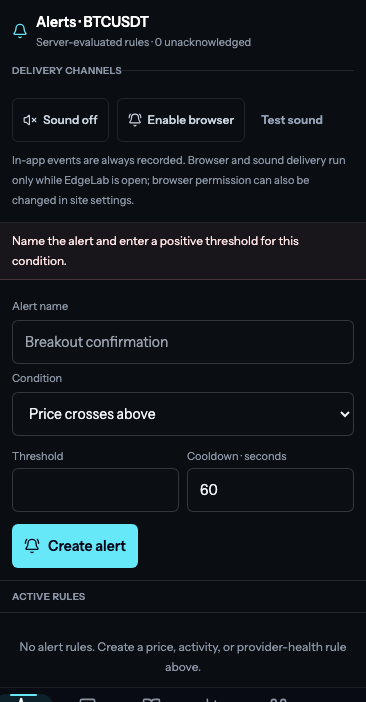 Alerts · BTCUSDT
Server-evaluated rules · 0 unacknowledged
DELIVERY CHANNELS
Sound off
Enable browser
Test sound
In-app events are always recorded. Browser and sound delivery run
only while EdgeLab is open; browser permission can also be
changed in site settings.
Name the alert and enter a positive threshold for this
condition.
Alert name
Breakout confirmation
Condition
Price crosses above
Threshold
Cooldown · seconds
60
Create alert
ACTIVE RULES
No alert rules. Create a price, activity, or provider-health rule
above.